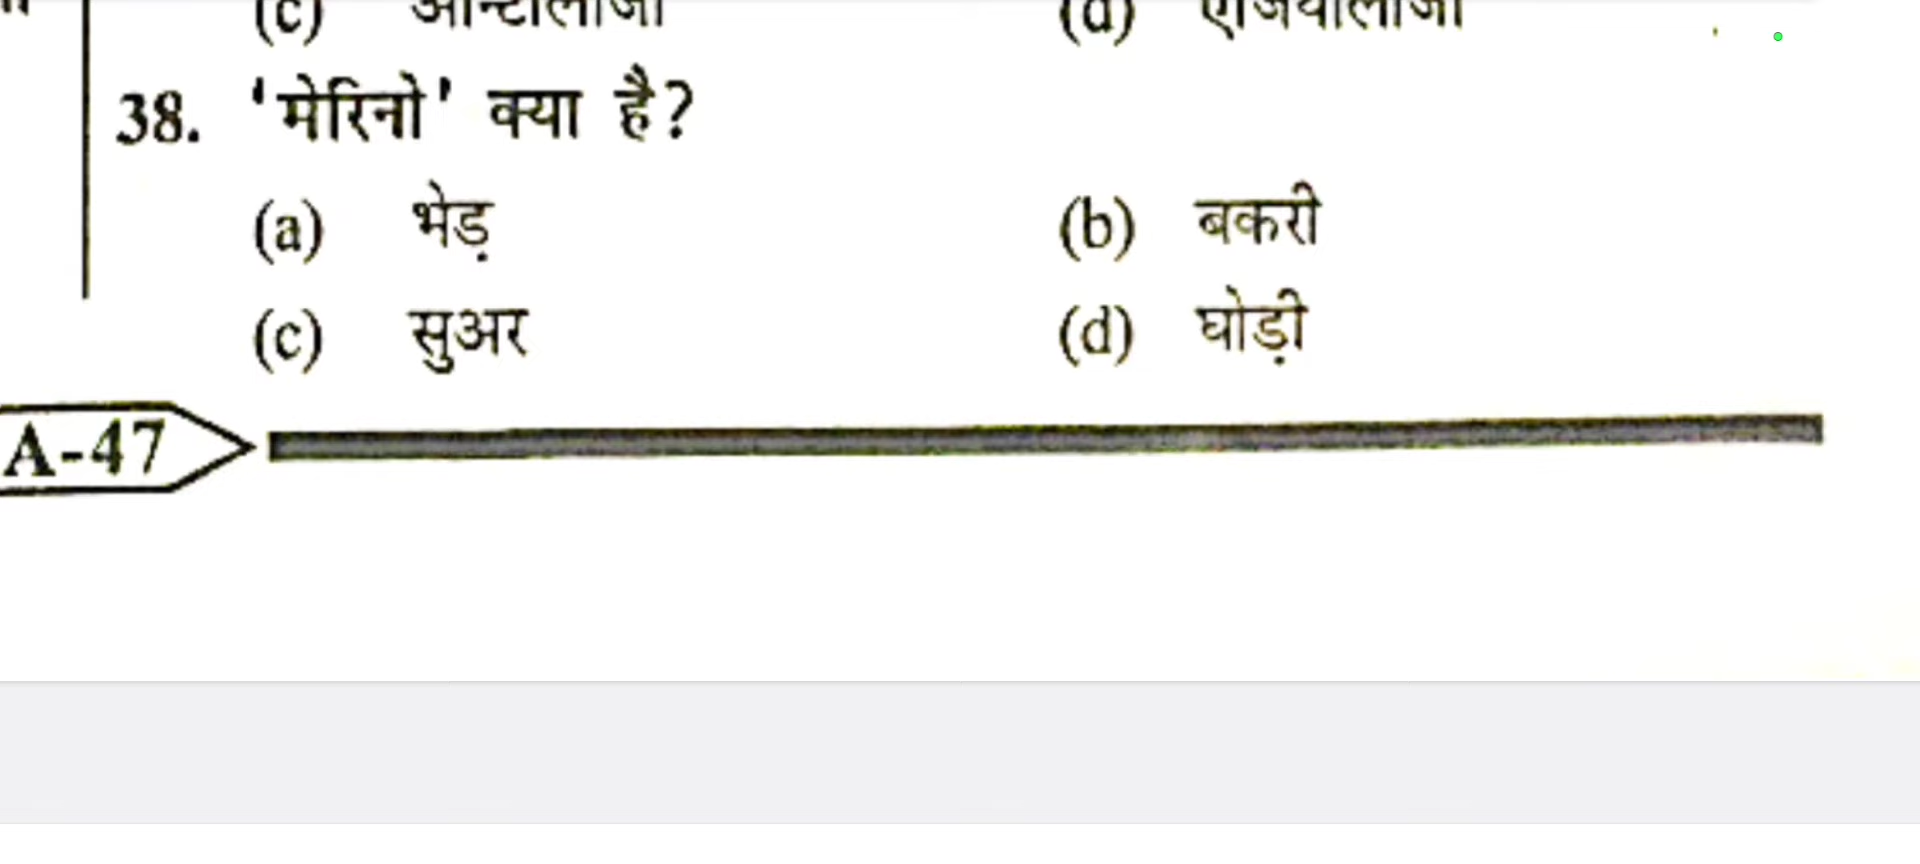 (c) (d)
38. 'मेरिनो' क्या है?
(a) भेड़ (b) बकरी
(c) सुअर (d) घोड़ी
A-47